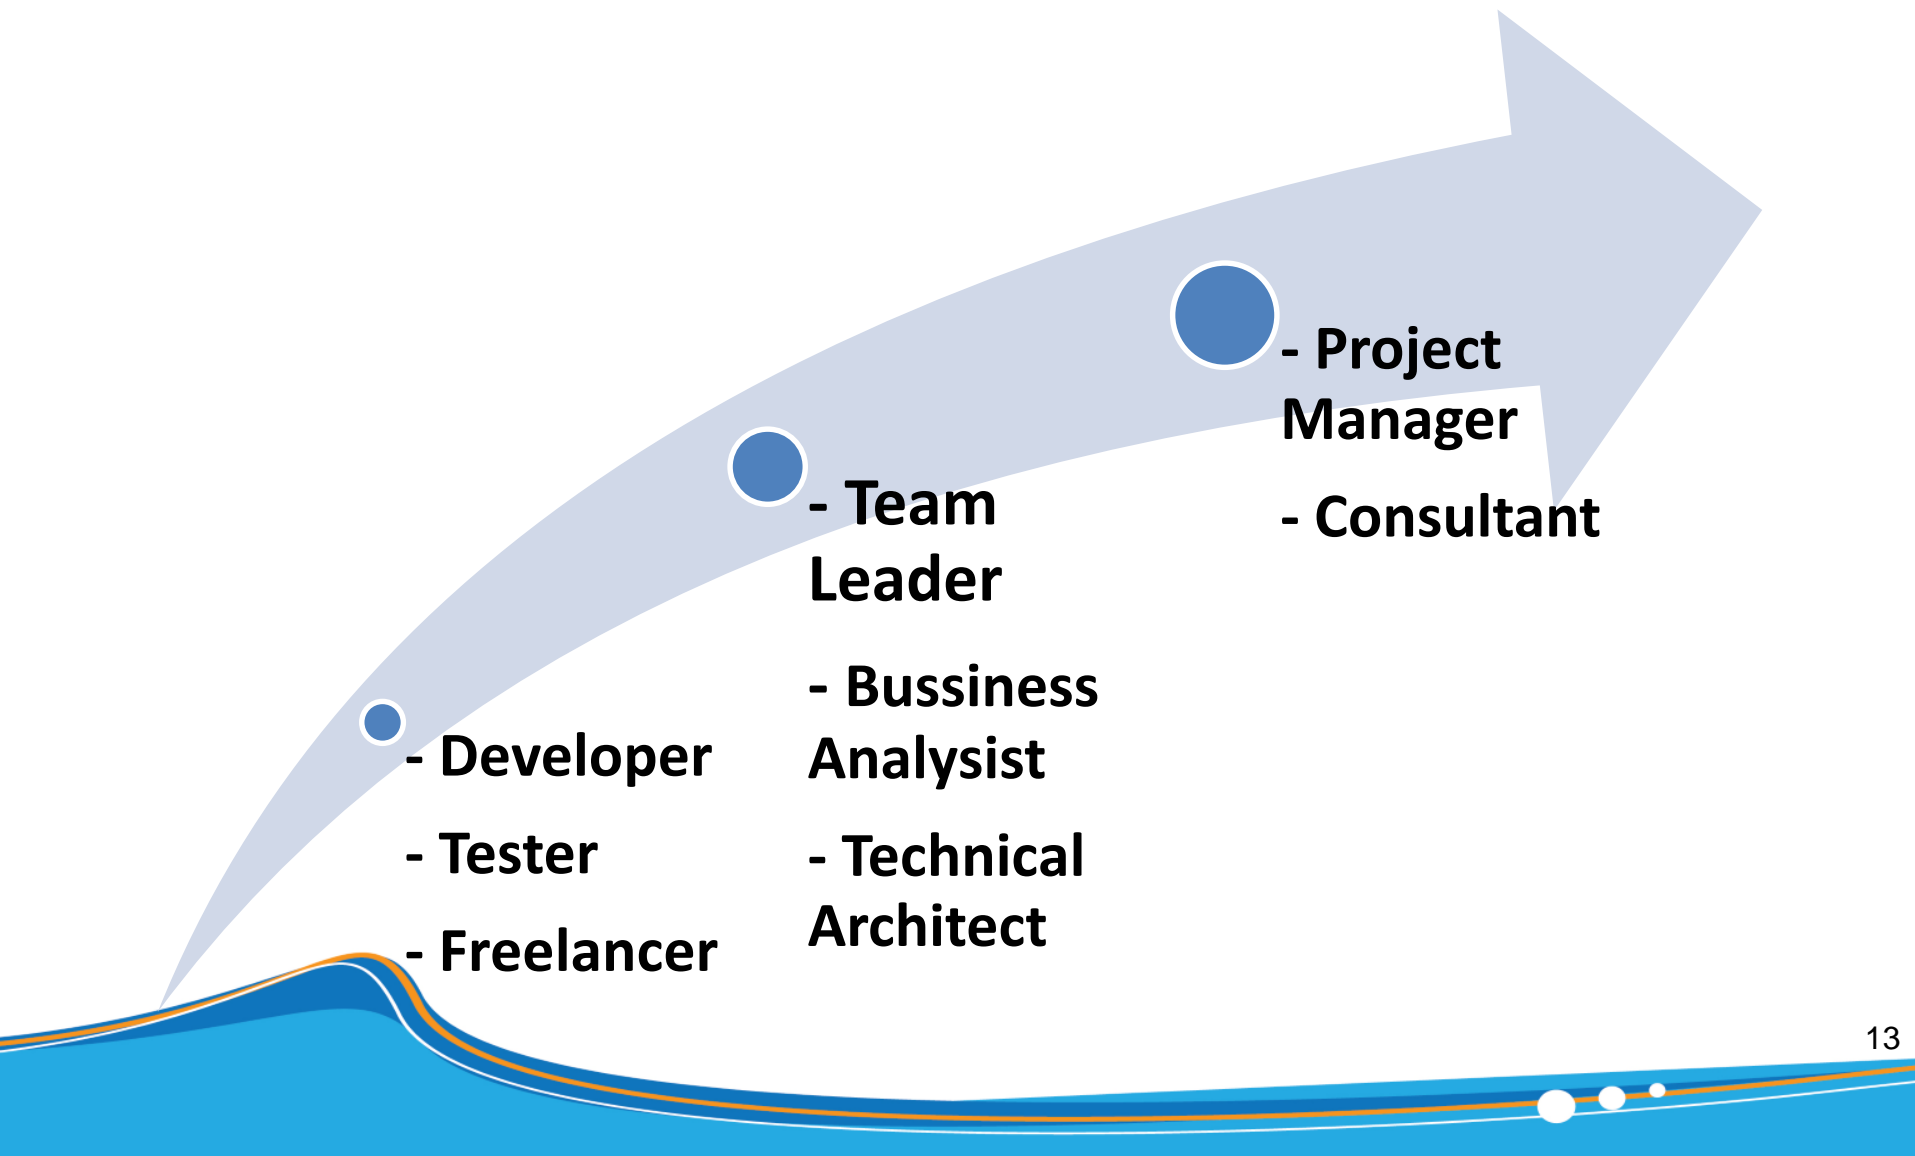 - Developer
- Tester
- Freelancer
- Team
Leader
- Bussiness
Analysist
- Technical
Architect
- Project
Manager
- Consultant
13